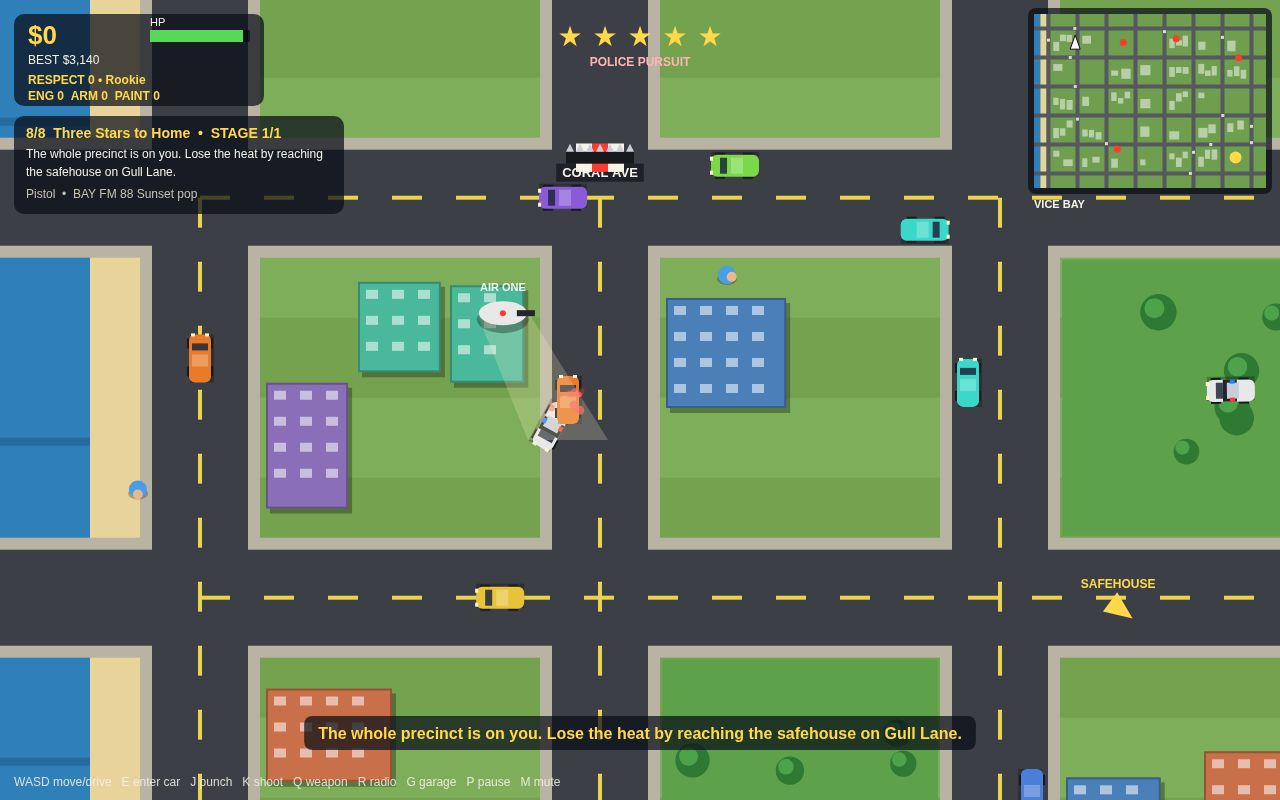 $0
HP
BEST $3,140
RESPECT 0 • Rookie
ENG 0 ARM 0 PAINT 0
★ ★ ★ ★ ★
POLICE PURSUIT
8/8 Three Stars to Home • STAGE 1/1
The whole precinct is on you. Lose the heat by reaching
the safehouse on Gull Lane.
Pistol • BAY FM 88 Sunset pop
VICE BAY
CORAL AVE
AIR ONE
SAFEHOUSE
The whole precinct is on you. Lose the heat by reaching the safehouse on Gull Lane.
WASD move/drive E enter car J punch K shoot Q weapon R radio G garage P pause M mute